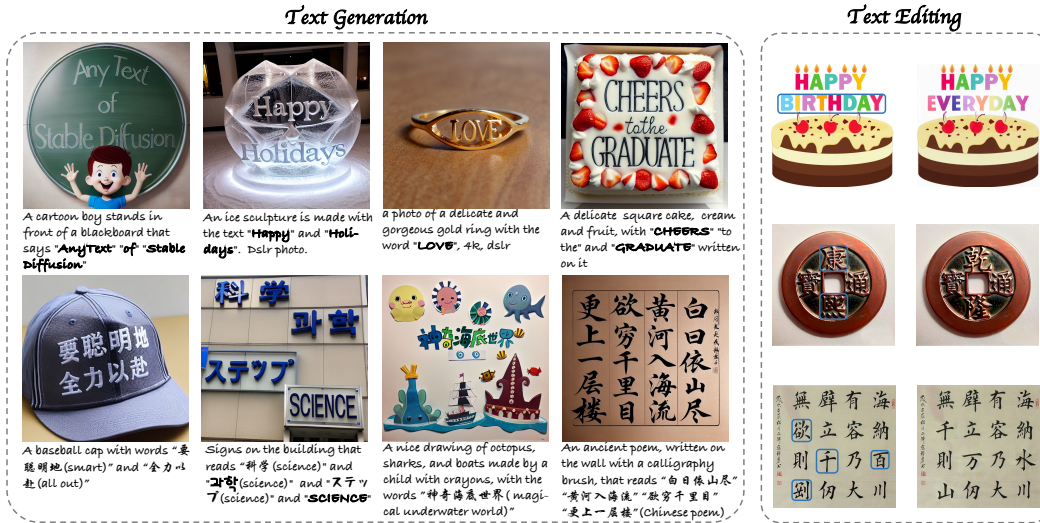 Text Generation
Text Editing
Any Text
of
Stable Diffusion
Happy
Holidays
LOVE
CHEERS
to the
GRADUATE
A cartoon boy stands in
front of a blackboard that
says "AnyText" "of" "Stable
Diffusion"
An ice sculpture is made with
the text "Happy" and "Holi-
days". Dslr photo.
a photo of a delicate and
gorgeous gold ring with the
word "LOVE", 4k, dslr
A delicate square cake, cream
and fruit, with "CHEERS" "to
the" and "GRADUATE" written
on it
要聪明地
全力以赴
科学
과학
ステップ
SCIENCE
神奇海底世界
白日依山尽
黄河入海流
欲穷千里目
更上一层楼
A baseball cap with words “要
聪明地(smart)” and “全力以
赴(all out)”
Signs on the building that
reads "科学(science)" and
"과학(science)" and "ステッ
プ(science)" and "SCIENCE"
A nice drawing of octopus,
sharks, and boats made by a
child with crayons, with the
words “神奇海底世界(magi-
cal underwater world)”
An ancient poem, written on
the wall with a calligraphy
brush, that reads “白日依山尽”
“黄河入海流” “欲穷千里目”
“更上一层楼”(Chinese poem)
HAPPY
BIRTHDAY
HAPPY
EVERYDAY
康熙通寶
乾隆通寶
海納百川
有容乃大
壁立千仞
無欲則剛
海納水川
有容乃大
壁立万仞
無千則山